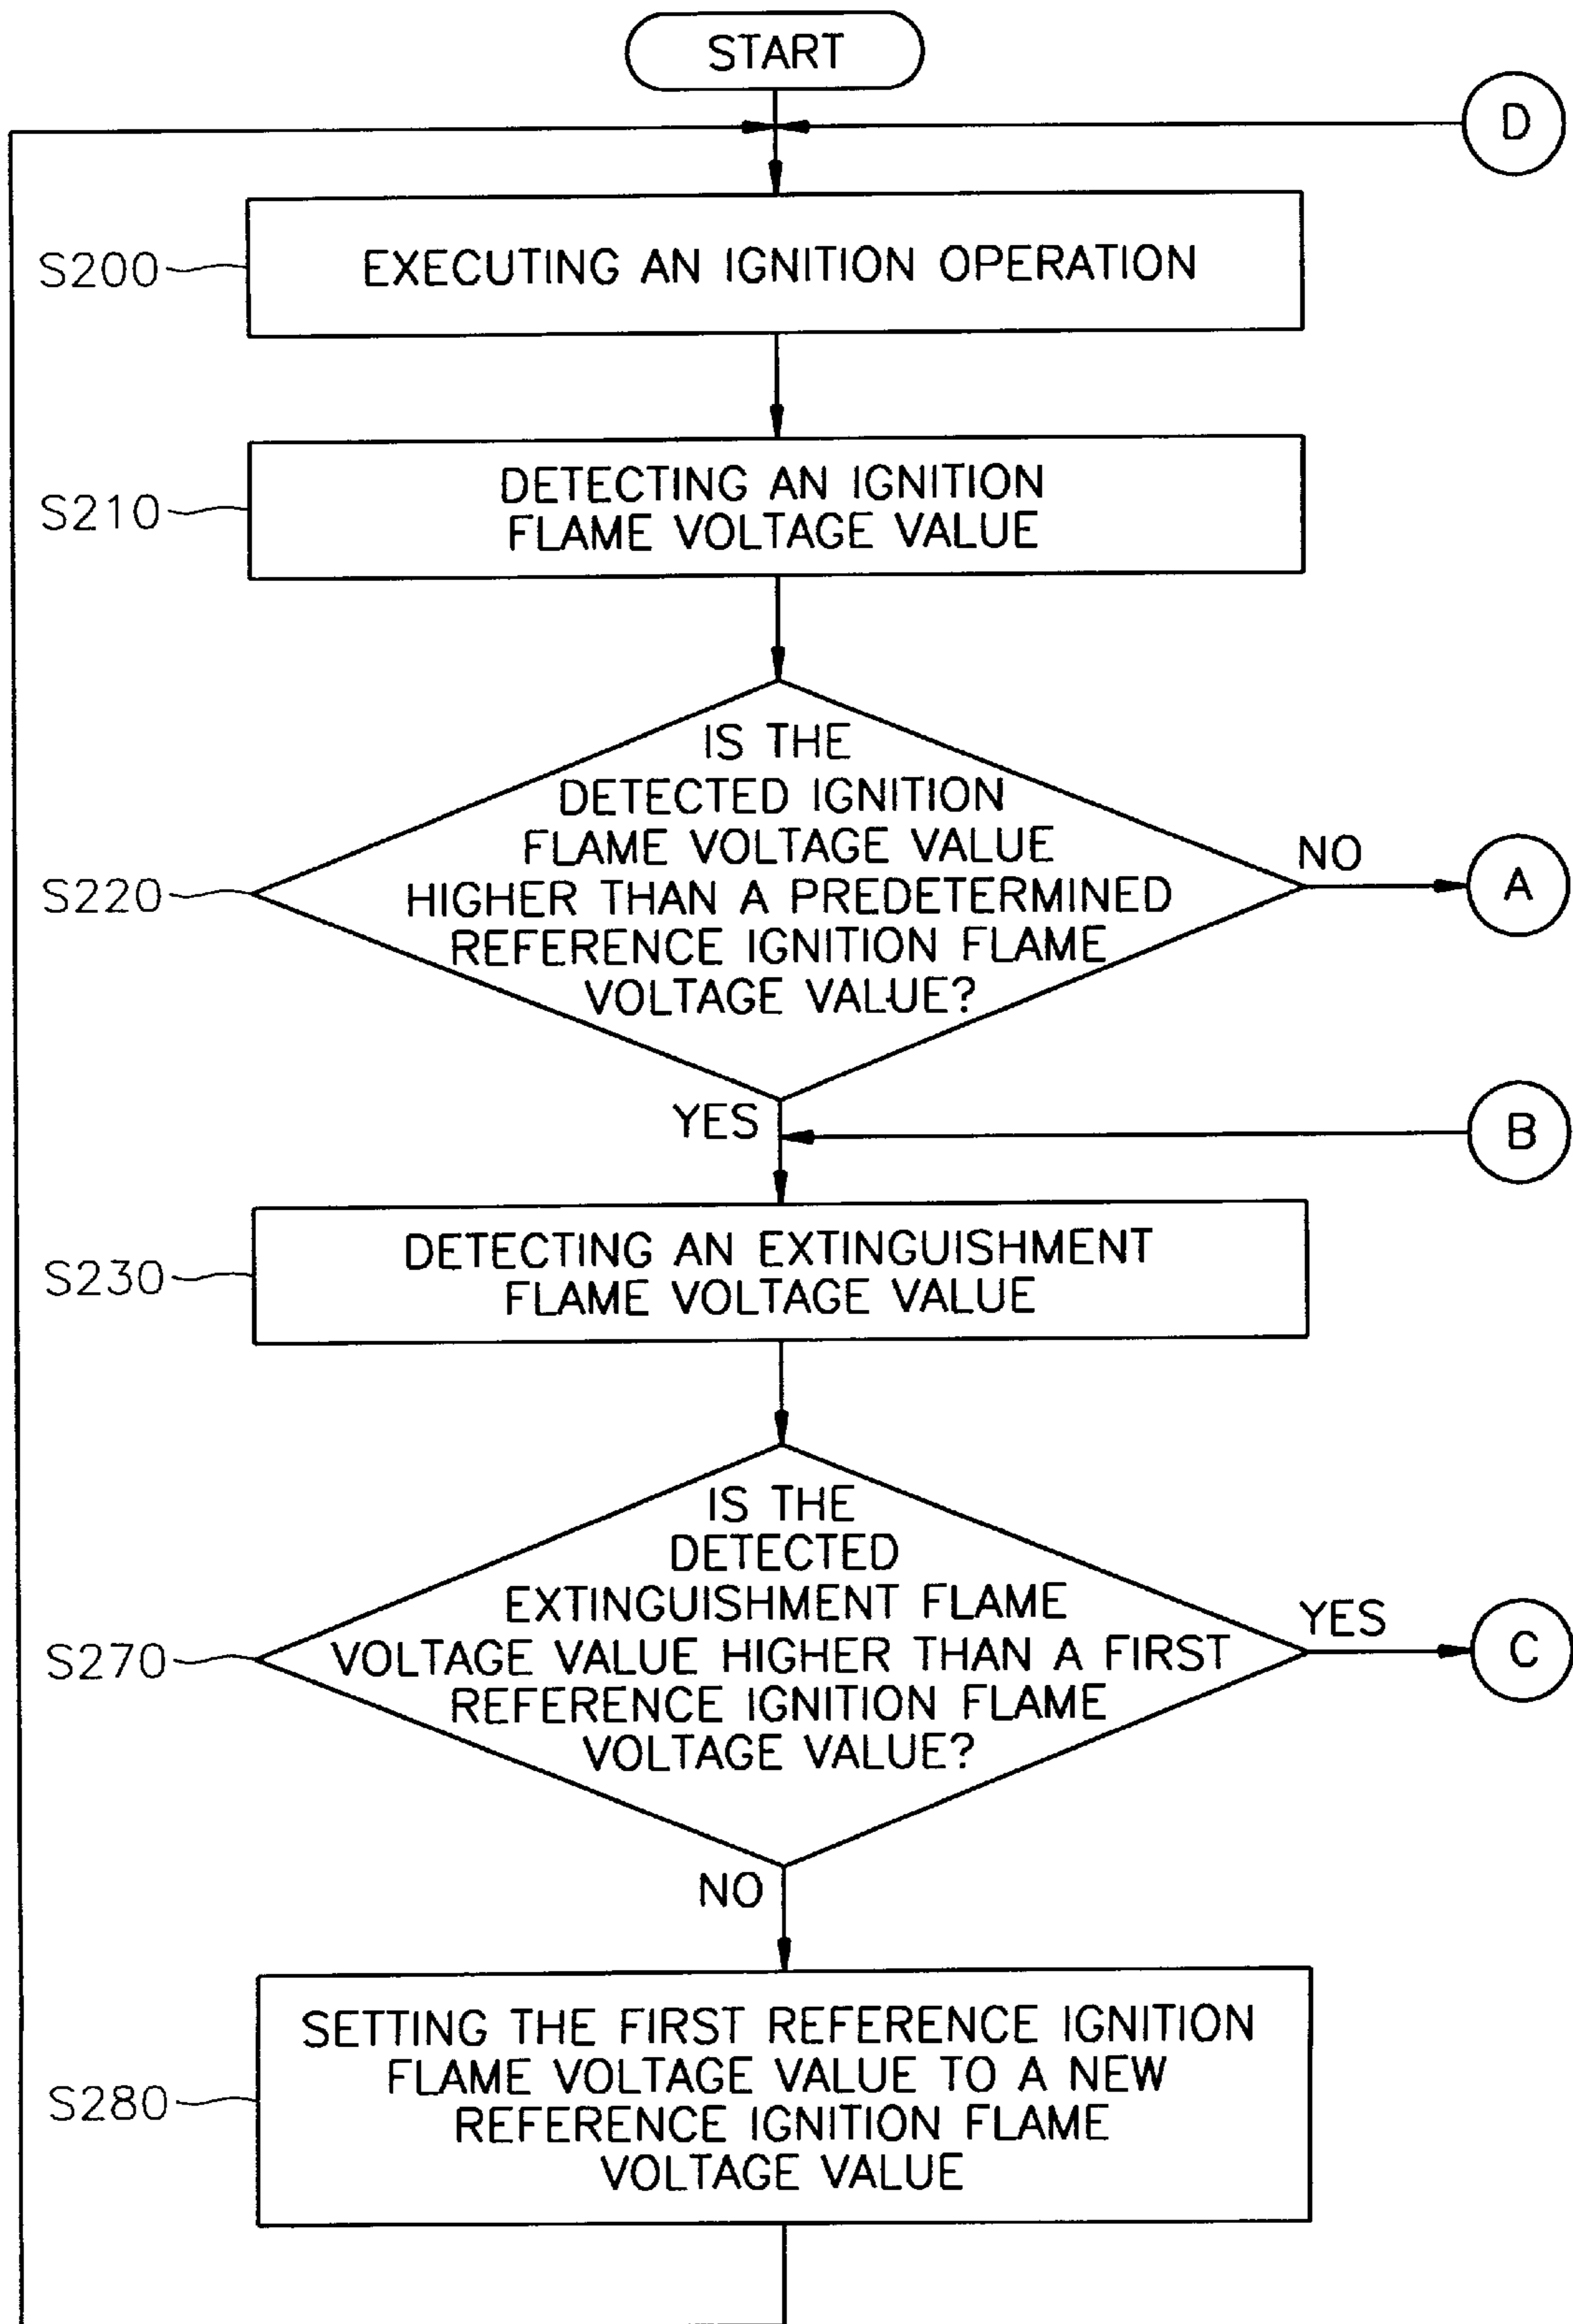 START
D
S200
EXECUTING AN IGNITION OPERATION
S210
DETECTING AN IGNITION
FLAME VOLTAGE VALUE
IS THE
DETECTED IGNITION
FLAME VOLTAGE VALUE
HIGHER THAN A PREDETERMINED
REFERENCE IGNITION FLAME
VOLTAGE VALUE?
S220
NO
A
YES
B
S230
DETECTING AN EXTINGUISHMENT
FLAME VOLTAGE VALUE
IS THE
DETECTED
EXTINGUISHMENT FLAME
VOLTAGE VALUE HIGHER THAN A FIRST
REFERENCE IGNITION FLAME
VOLTAGE VALUE?
S270
YES
C
NO
S280
SETTING THE FIRST REFERENCE IGNITION
FLAME VOLTAGE VALUE TO A NEW
REFERENCE IGNITION FLAME
VOLTAGE VALUE